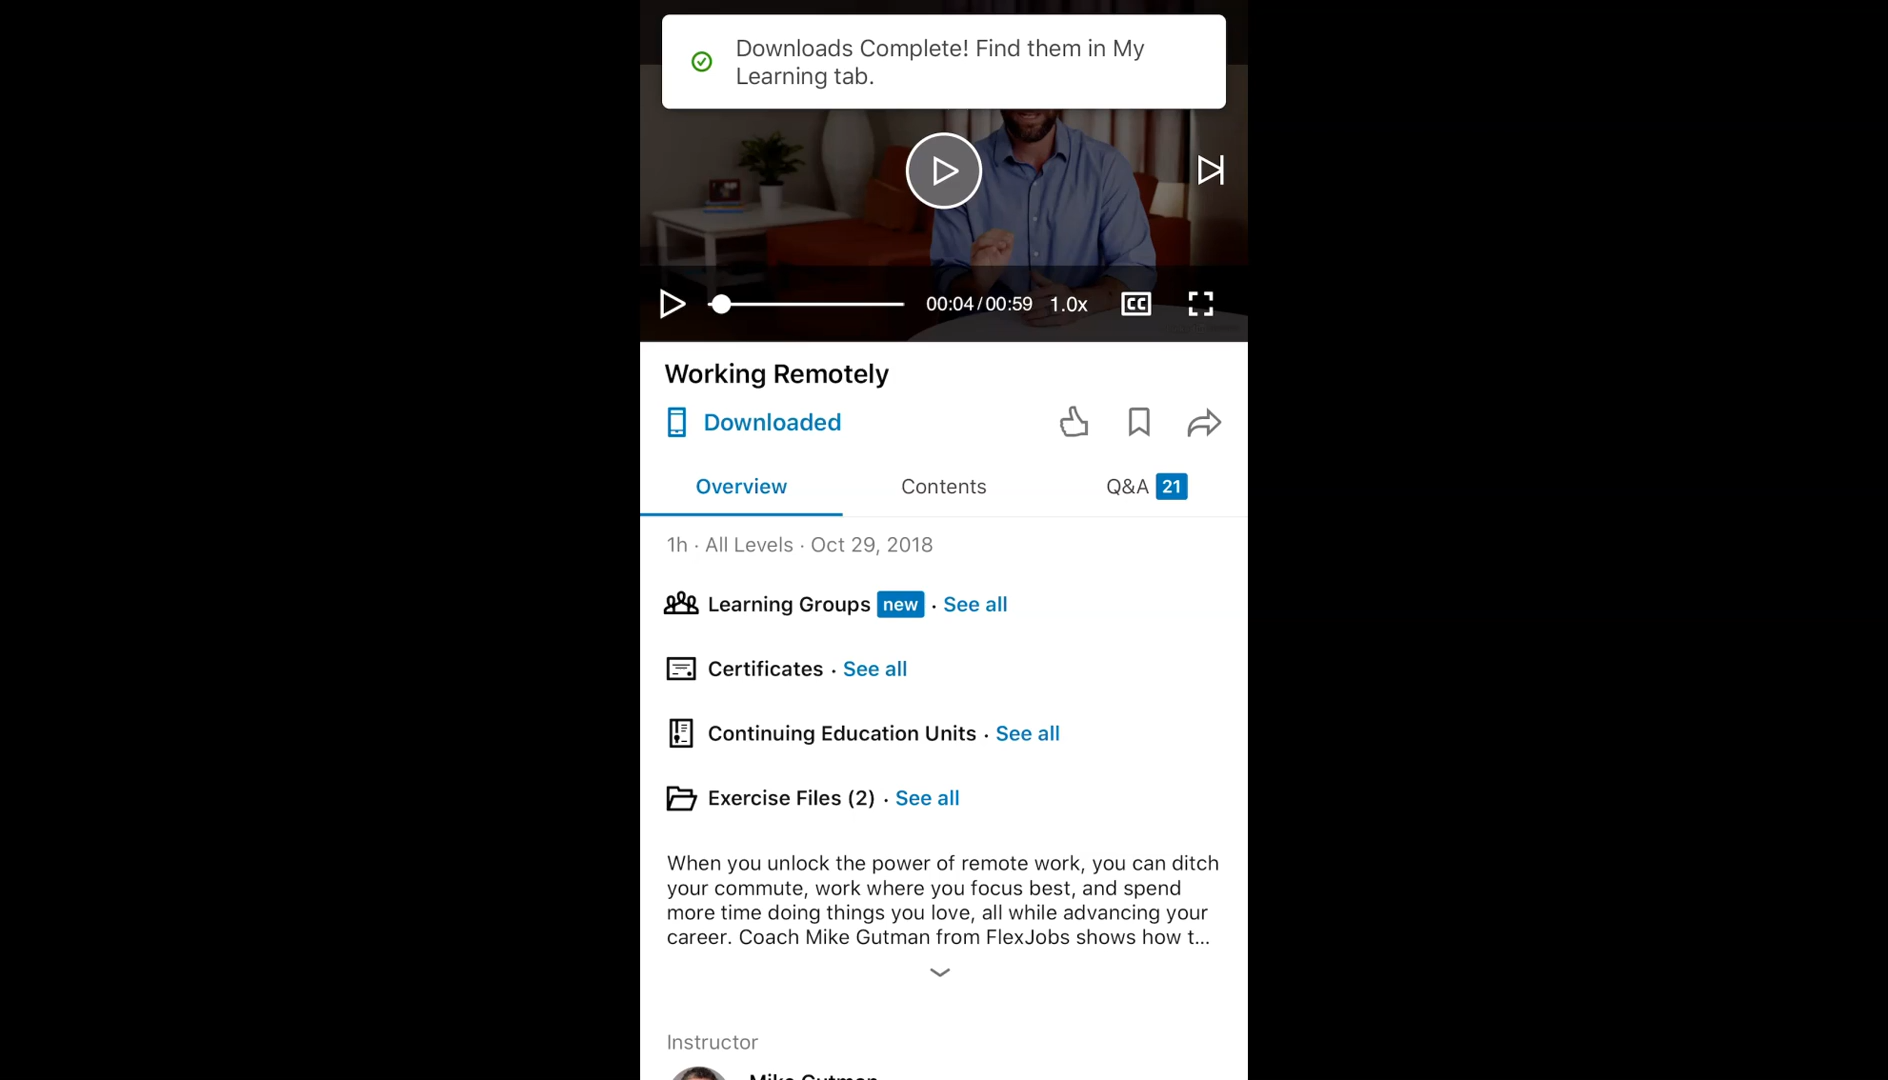 Downloads Complete! Find them in My
Learning tab.
00:04/00:59 1.0x CC
Working Remotely
Downloaded
Overview Contents Q&A 21
1h · All Levels · Oct 29, 2018
Learning Groups new · See all
Certificates · See all
Continuing Education Units · See all
Exercise Files (2) · See all
When you unlock the power of remote work, you can ditch
your commute, work where you focus best, and spend
more time doing things you love, all while advancing your
career. Coach Mike Gutman from FlexJobs shows how t...
Instructor
Mike Gutman